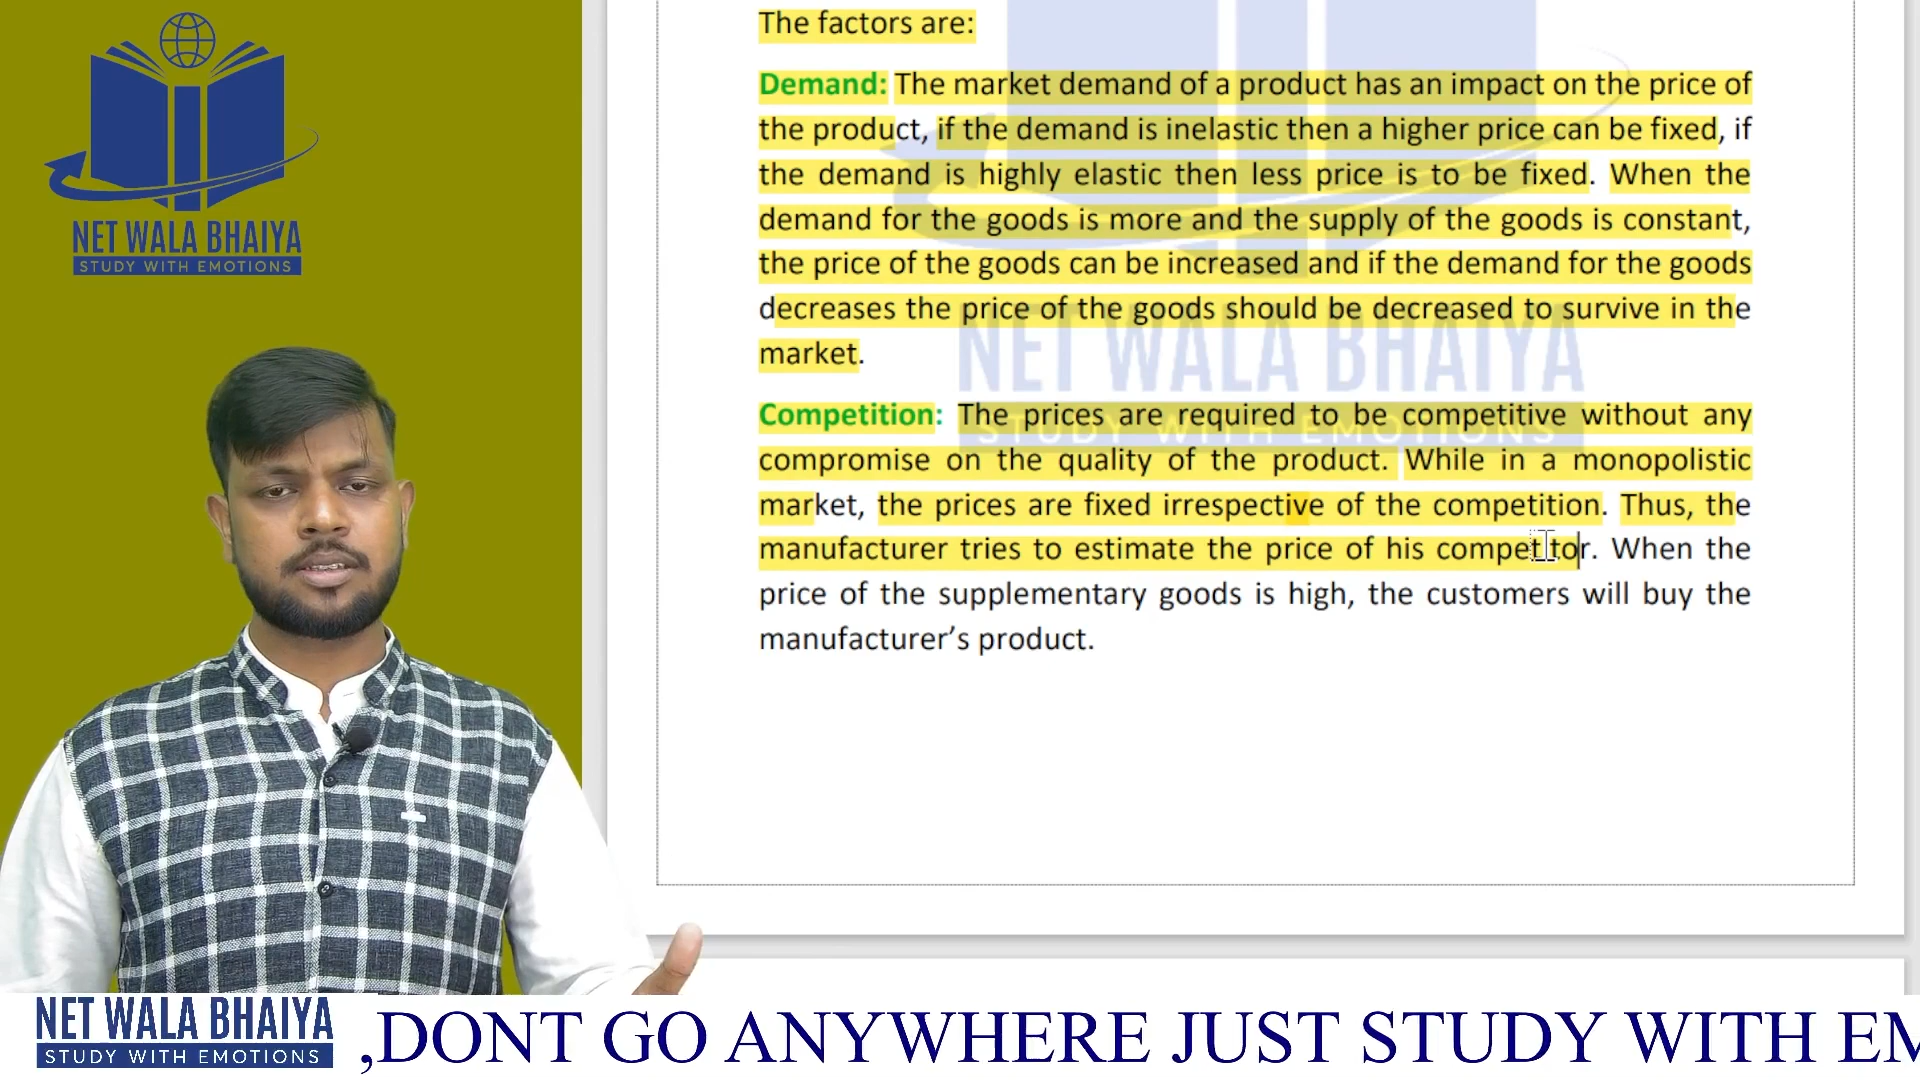 NET WALA BHAIYA
STUDY WITH EMOTIONS
The factors are:
Demand: The market demand of a product has an impact on the price of
the product, if the demand is inelastic then a higher price can be fixed, if
the demand is highly elastic then less price is to be fixed. When the
demand for the goods is more and the supply of the goods is constant,
the price of the goods can be increased and if the demand for the goods
decreases the price of the goods should be decreased to survive in the
market.
NET WALA BHAIYA
STUDY WITH EMOTIONS
Competition: The prices are required to be competitive without any
compromise on the quality of the product. While in a monopolistic
market, the prices are fixed irrespective of the competition. Thus, the
manufacturer tries to estimate the price of his competitor. When the
price of the supplementary goods is high, the customers will buy the
manufacturer’s product.
NET WALA BHAIYA
STUDY WITH EMOTIONS
,DONT GO ANYWHERE JUST STUDY WITH EM